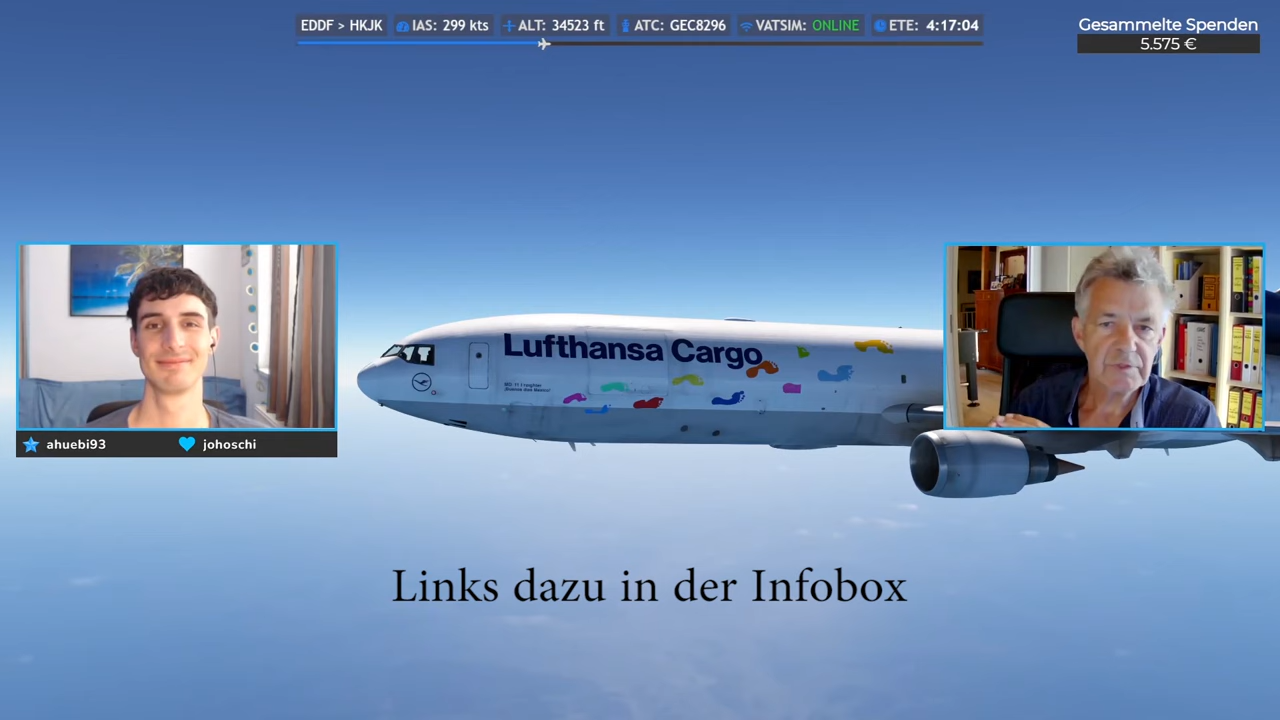 EDDF > HKJK IAS: 299 kts ALT: 34523 ft ATC: GEC8296 VATSIM: ONLINE ETE: 4:17:04
Gesammelte Spenden
5.575 €
Lufthansa Cargo
ahuebi93 johoschi
Links dazu in der Infobox